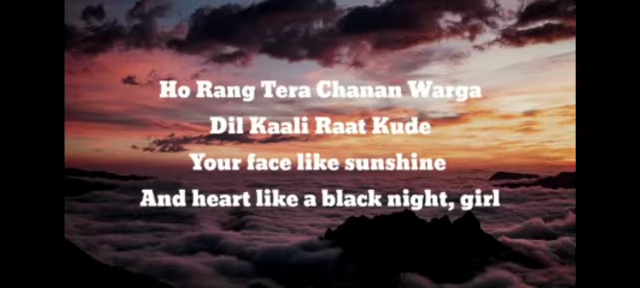 Ho Rang Tera Chanan Warga
Dil Kaali Raat Kude
Your face like sunshine
And heart like a black night, girl